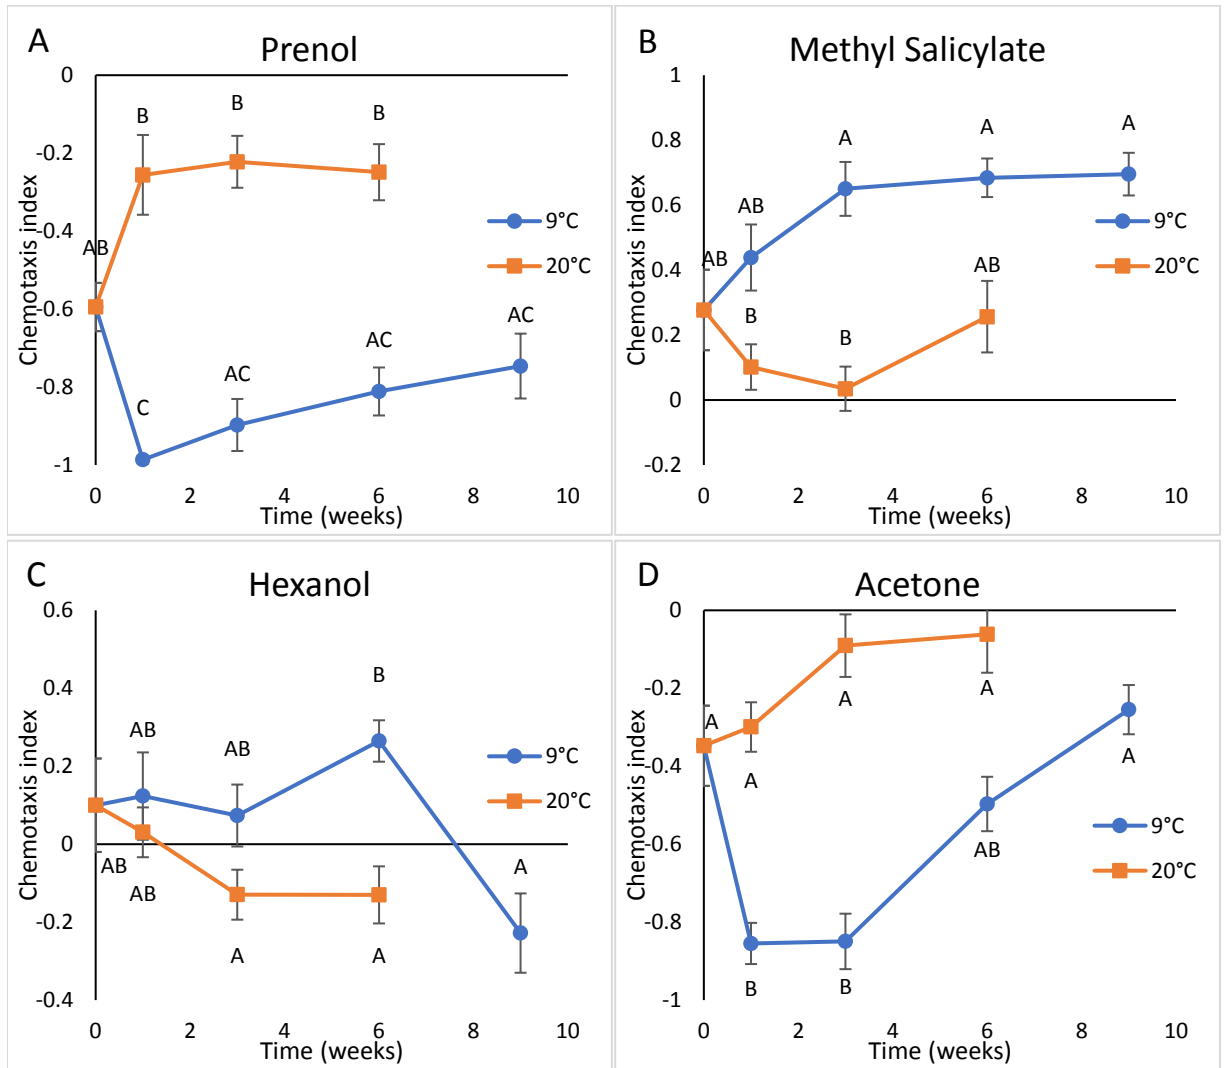 A
Prenol
0
-0.2
-0.4
-0.6
-0.8
-1
Chemotaxis index
B
B
B
AB
C
AC
AC
AC
9°C
20°C
0 2 4 6 8 10
Time (weeks)
B
Methyl Salicylate
1
0.8
0.6
0.4
0.2
0
-0.2
Chemotaxis index
A
A
A
AB
AB
AB
B
B
9°C
20°C
0 2 4 6 8 10
Time (weeks)
C
Hexanol
0.6
0.4
0.2
0
-0.2
-0.4
Chemotaxis index
B
AB
AB
AB
AB
A
A
A
9°C
20°C
0 2 4 6 8 10
Time (weeks)
D
Acetone
0
-0.2
-0.4
-0.6
-0.8
-1
Chemotaxis index
A
A
A
A
A
AB
B
B
9°C
20°C
0 2 4 6 8 10
Time (weeks)